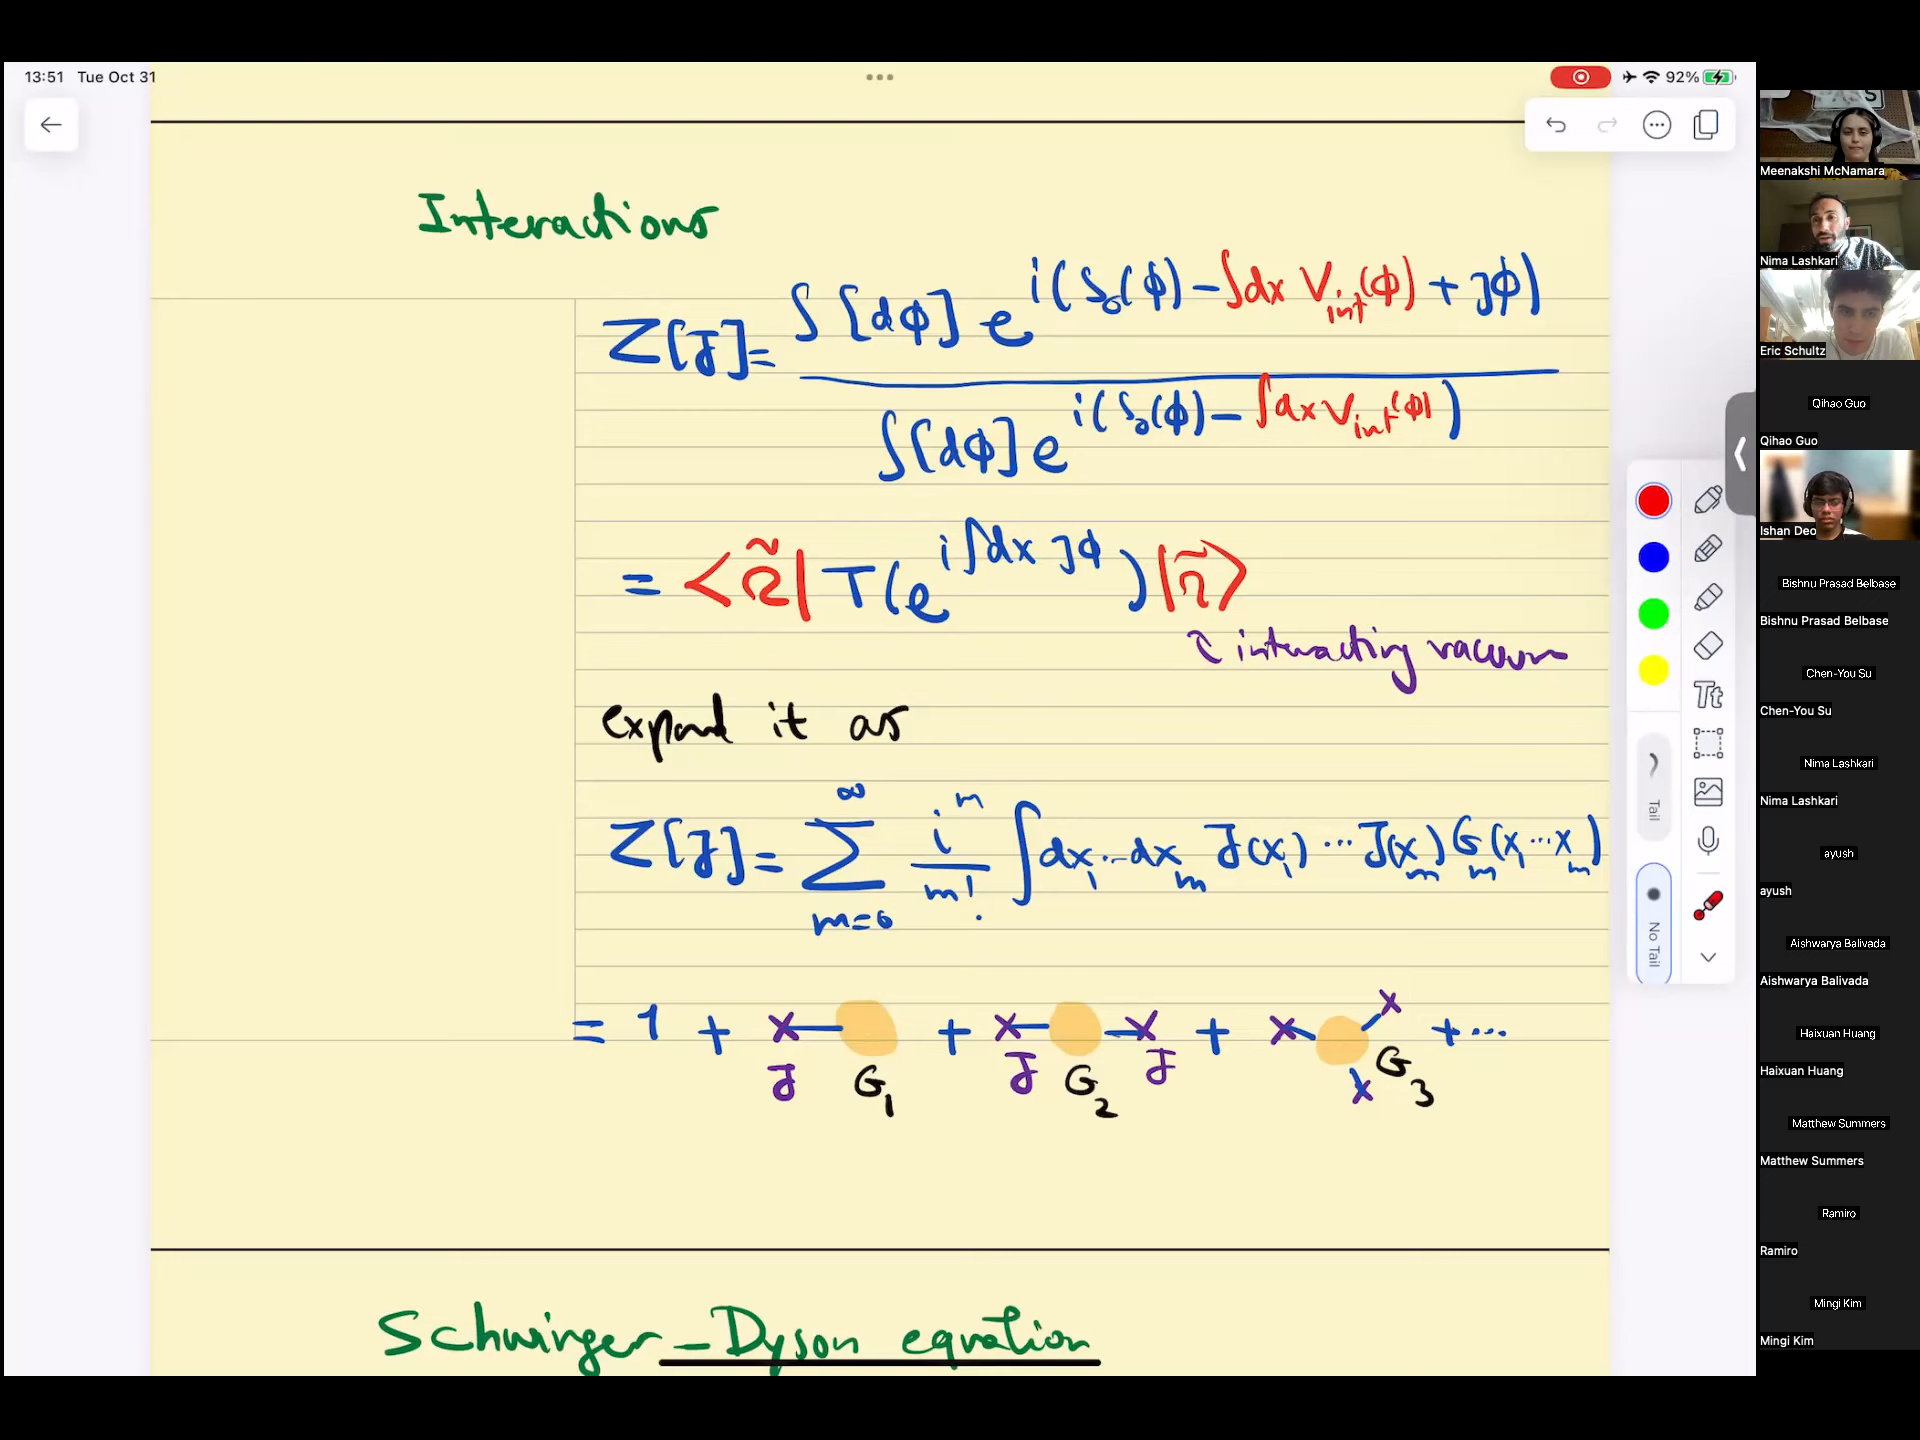 13:51 Tue Oct 31
92%
Interactions
Z[J] = ∫[dϕ] e^{i(S₀(ϕ) − ∫dx V_int(ϕ) + Jϕ)}
∫[dϕ] e^{i(S₀(ϕ) − ∫dx V_int(ϕ))}
= <Ω̃| T(e^{i∫dx Jϕ}) |Ω̃>
interacting vacuum
expand it as
Z[J] = ∑_{m=0}^{∞} i^m/m! ∫dx₁...dx_m J(x₁)...J(x_m) G_m(x₁...x_m)
= 1 + x + x x + x x x + ...
J G₁ J G₂ J G₃
Schwinger-Dyson equation
Tt
Tail
No Tail
Meenakshi McNamara
Nima Lashkari
Eric Schultz
Qihao Guo
Qihao Guo
Ishan Deo
Bishnu Prasad Belbase
Bishnu Prasad Belbase
Chen-You Su
Chen-You Su
Nima Lashkari
Nima Lashkari
ayush
ayush
Aishwarya Balivada
Aishwarya Balivada
Haixuan Huang
Haixuan Huang
Matthew Summers
Matthew Summers
Ramiro
Ramiro
Mingi Kim
Mingi Kim